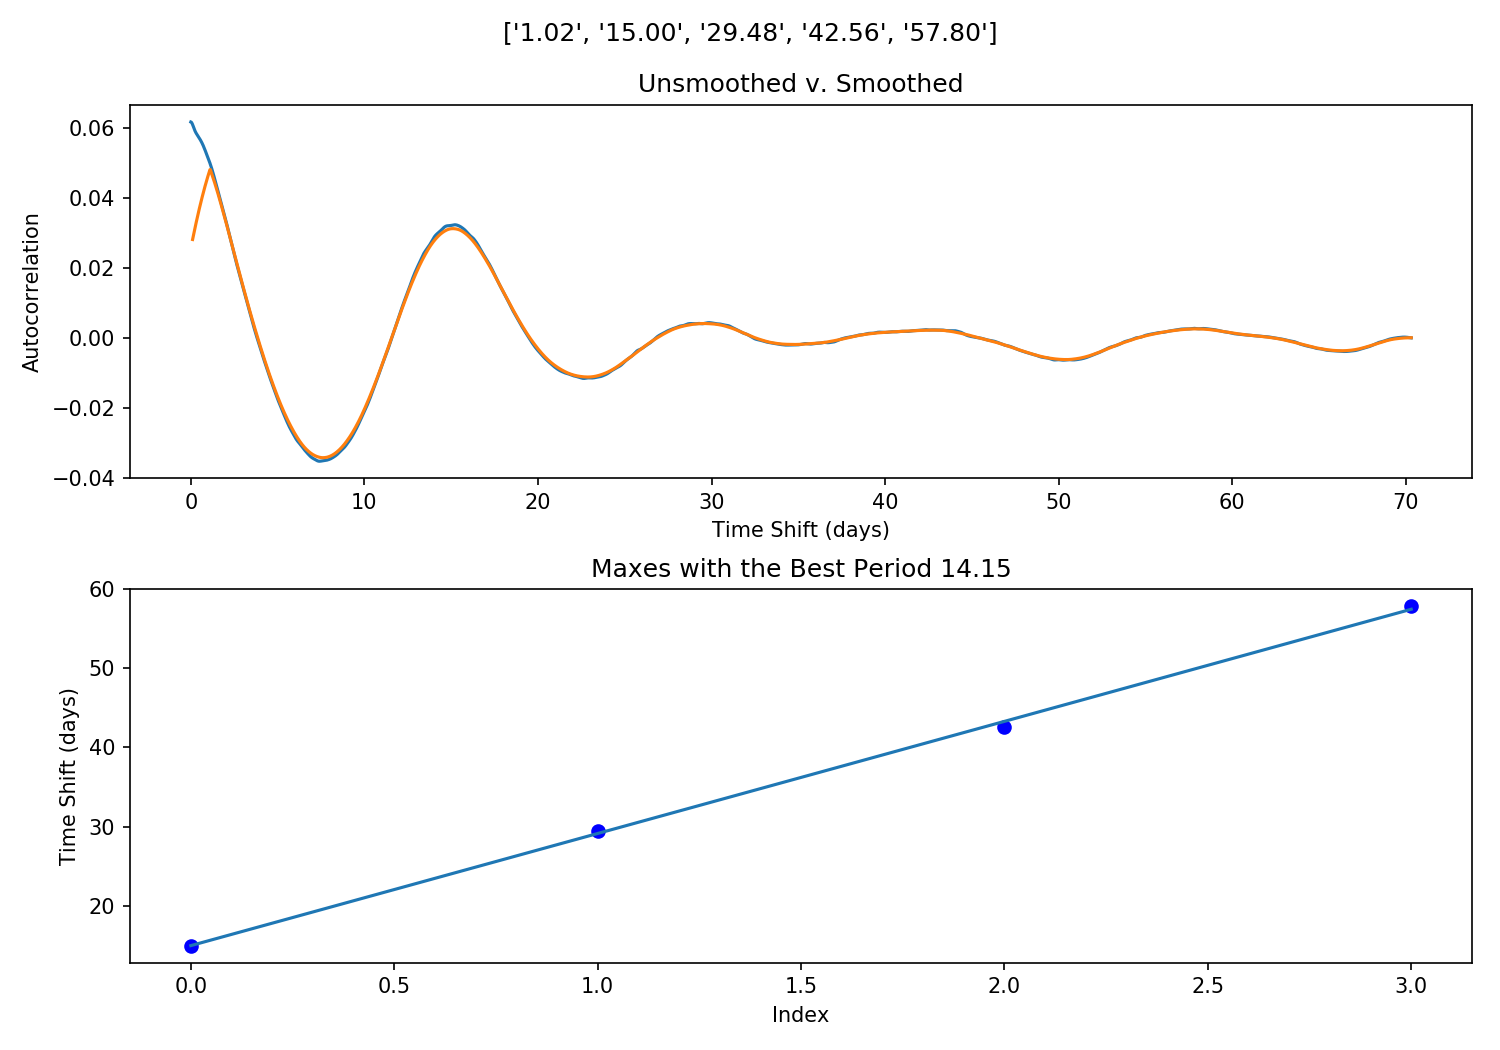 ['1.02', '15.00', '29.48', '42.56', '57.80']
Unsmoothed v. Smoothed
Autocorrelation
0.06
0.04
0.02
0.00
−0.02
−0.04
0 10 20 30 40 50 60 70
Time Shift (days)
Maxes with the Best Period 14.15
Time Shift (days)
60
50
40
30
20
0.0 0.5 1.0 1.5 2.0 2.5 3.0
Index